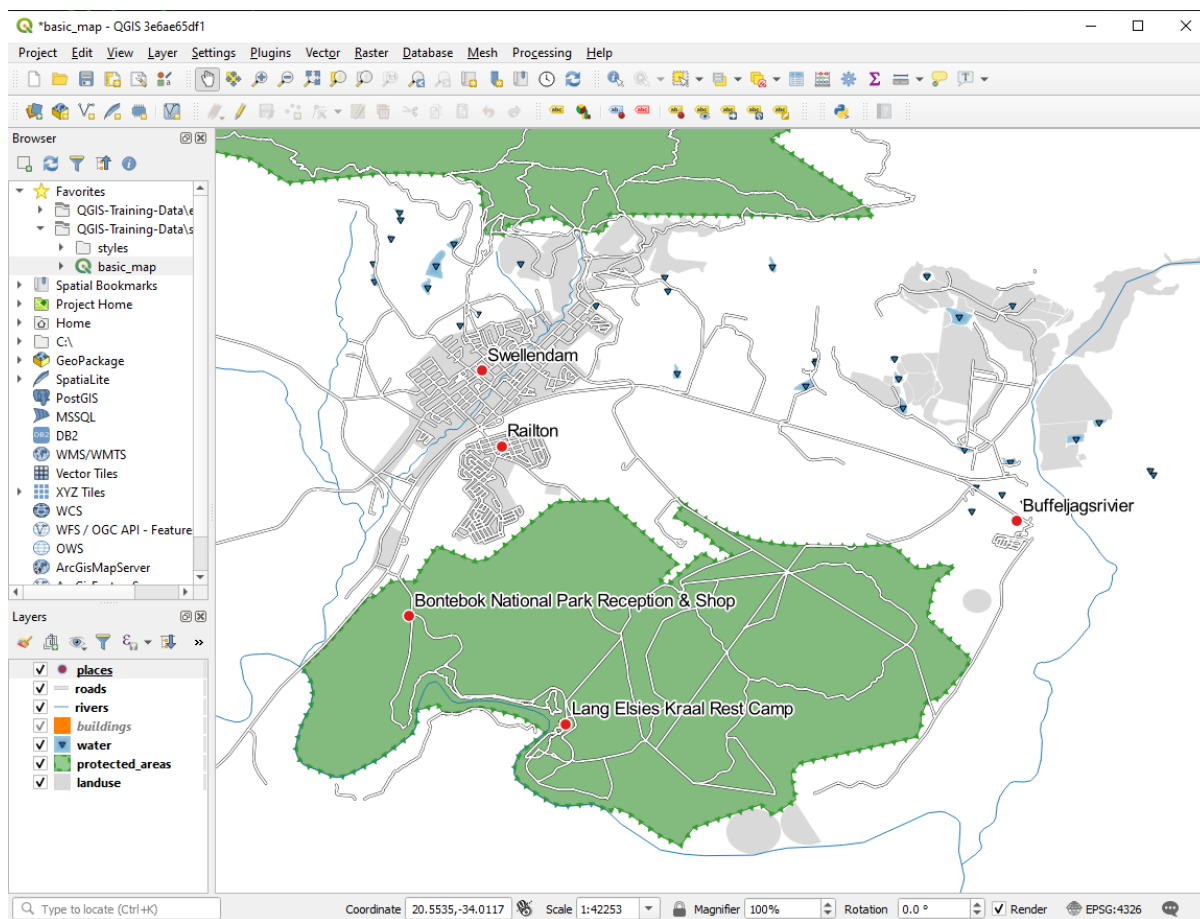 *basic_map - QGIS 3e6ae65df1
Project Edit View Layer Settings Plugins Vector Raster Database Mesh Processing Help
Browser
Favorites
QGIS-Training-Data\e
QGIS-Training-Data\s
styles
basic_map
Spatial Bookmarks
Project Home
Home
C:\
GeoPackage
SpatiaLite
PostGIS
MSSQL
DB2
WMS/WMTS
Vector Tiles
XYZ Tiles
WCS
WFS / OGC API - Feature
OWS
ArcGisMapServer
Layers
places
roads
rivers
buildings
water
protected_areas
landuse
Swellendam
Railton
Buffeljagsrivier
Bontebok National Park Reception & Shop
Lang Elsies Kraal Rest Camp
Type to locate (Ctrl+K)
Coordinate 20.5535,-34.0117 Scale 1:42253 Magnifier 100% Rotation 0.0 ° Render EPSG:4326